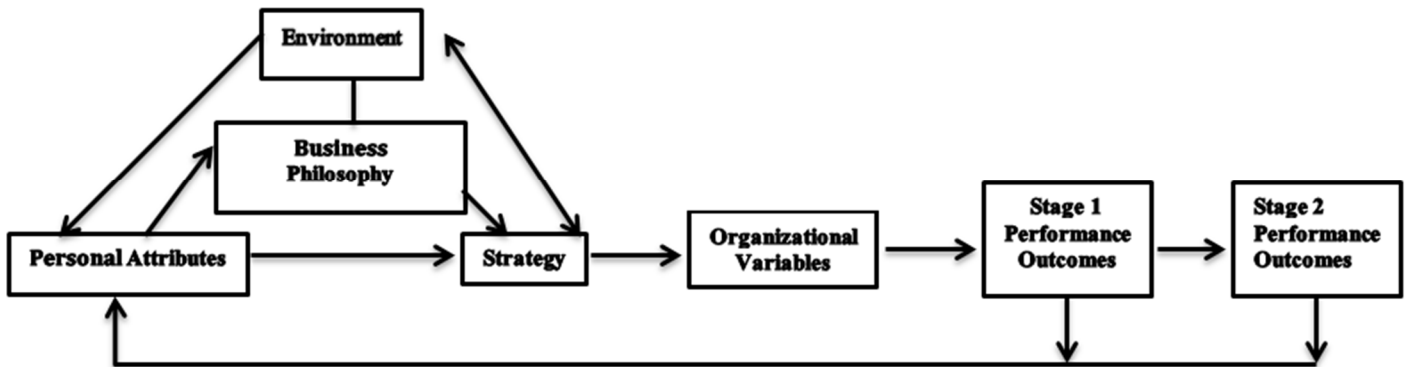 Environment
Business
Philosophy
Personal Attributes
Strategy
Organizational
Variables
Stage 1
Performance
Outcomes
Stage 2
Performance
Outcomes